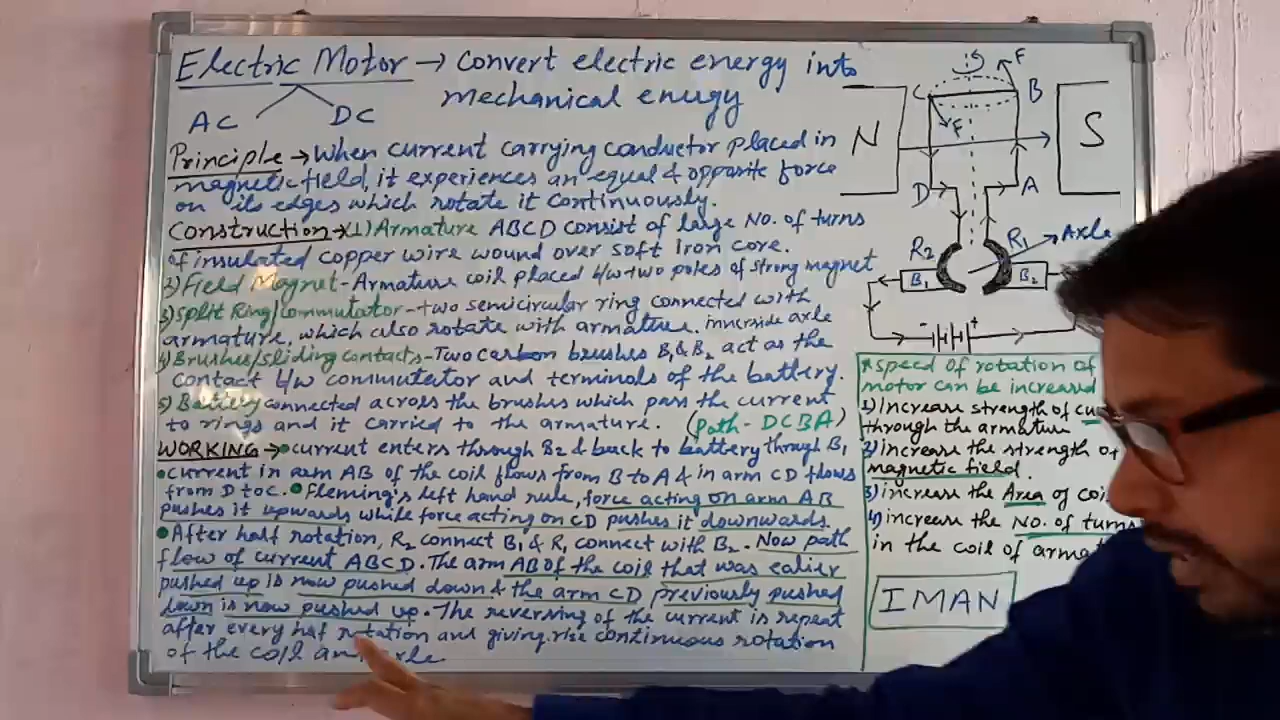 Electric Motor → Convert electric energy into
mechanical enugy
AC DC
Principle → When current carrying conductor placed in
magnetic field, it experiences an equal & opposite force
on its edges which rotate it continuously.
Construction → 1) Armature ABCD consist of large No. of turns
of insulated copper wire wound over soft Iron core.
2) Field Magnet - Armature coil placed b/w two poles of strong magnet
3) Split Ring/Commutator - two semicircular ring connected with
armature, which also rotate with armature. innerside axle
4) Brushes/Sliding contacts - Two carbon brushes B1 & B2 act as the
contact b/w commutator and terminals of the battery.
5) Battery connected across the brushes which pass the current
to rings and it carried to the armature. (Path - DCBA)
WORKING → •current enters through B2 & back to battery through B1
•current in arm AB of the coil flows from B to A & in arm CD flows
from D to C. •Fleming's left hand rule, force acting on arms AB
pushes it upwards while force acting on CD pushes it downwards.
•After half rotation, R2 connect B1 & R1 connect with B2. Now path
flow of current ABCD. The arm AB of the coil that was ealier
pushed up is now pushed down & the arm CD previously pushed
down is now pushed up. The reversing of the current is repeat
after every half rotation and giving rise continuous rotation
of the coil axle.
F
C B
N S
F
D A
R2 R1 Axle
B1 B2
- +
*speed of rotation of
motor can be increased
1) Increase strength of
through the armature
2) increase the strength of
magnetic field.
3) increase the Area of
4) increase the NO. of turns
in the coil of
IMAN